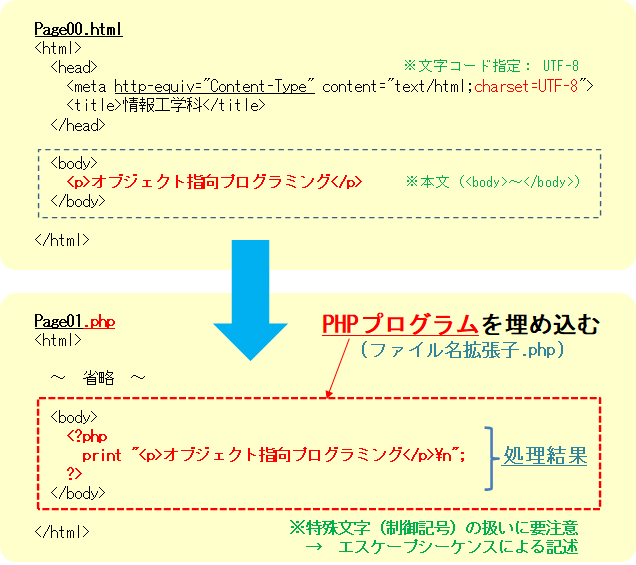 Page00.html
<html>
<head> ※文字コード指定： UTF-8
<meta http-equiv="Content-Type" content="text/html;charset=UTF-8">
<title>情報工学科</title>
</head>
<body>
<p>オブジェクト指向プログラミング</p> ※本文（<body>～</body>）
</body>
</html>
Page01.php
PHPプログラムを埋め込む
<html>
（ファイル名拡張子.php）
～ 省略 ～
<body>
<?php
print "<p>オブジェクト指向プログラミング</p>¥n"; 処理結果
?>
</body>
</html>
※特殊文字（制御記号）の扱いに要注意
→ エスケープシーケンスによる記述